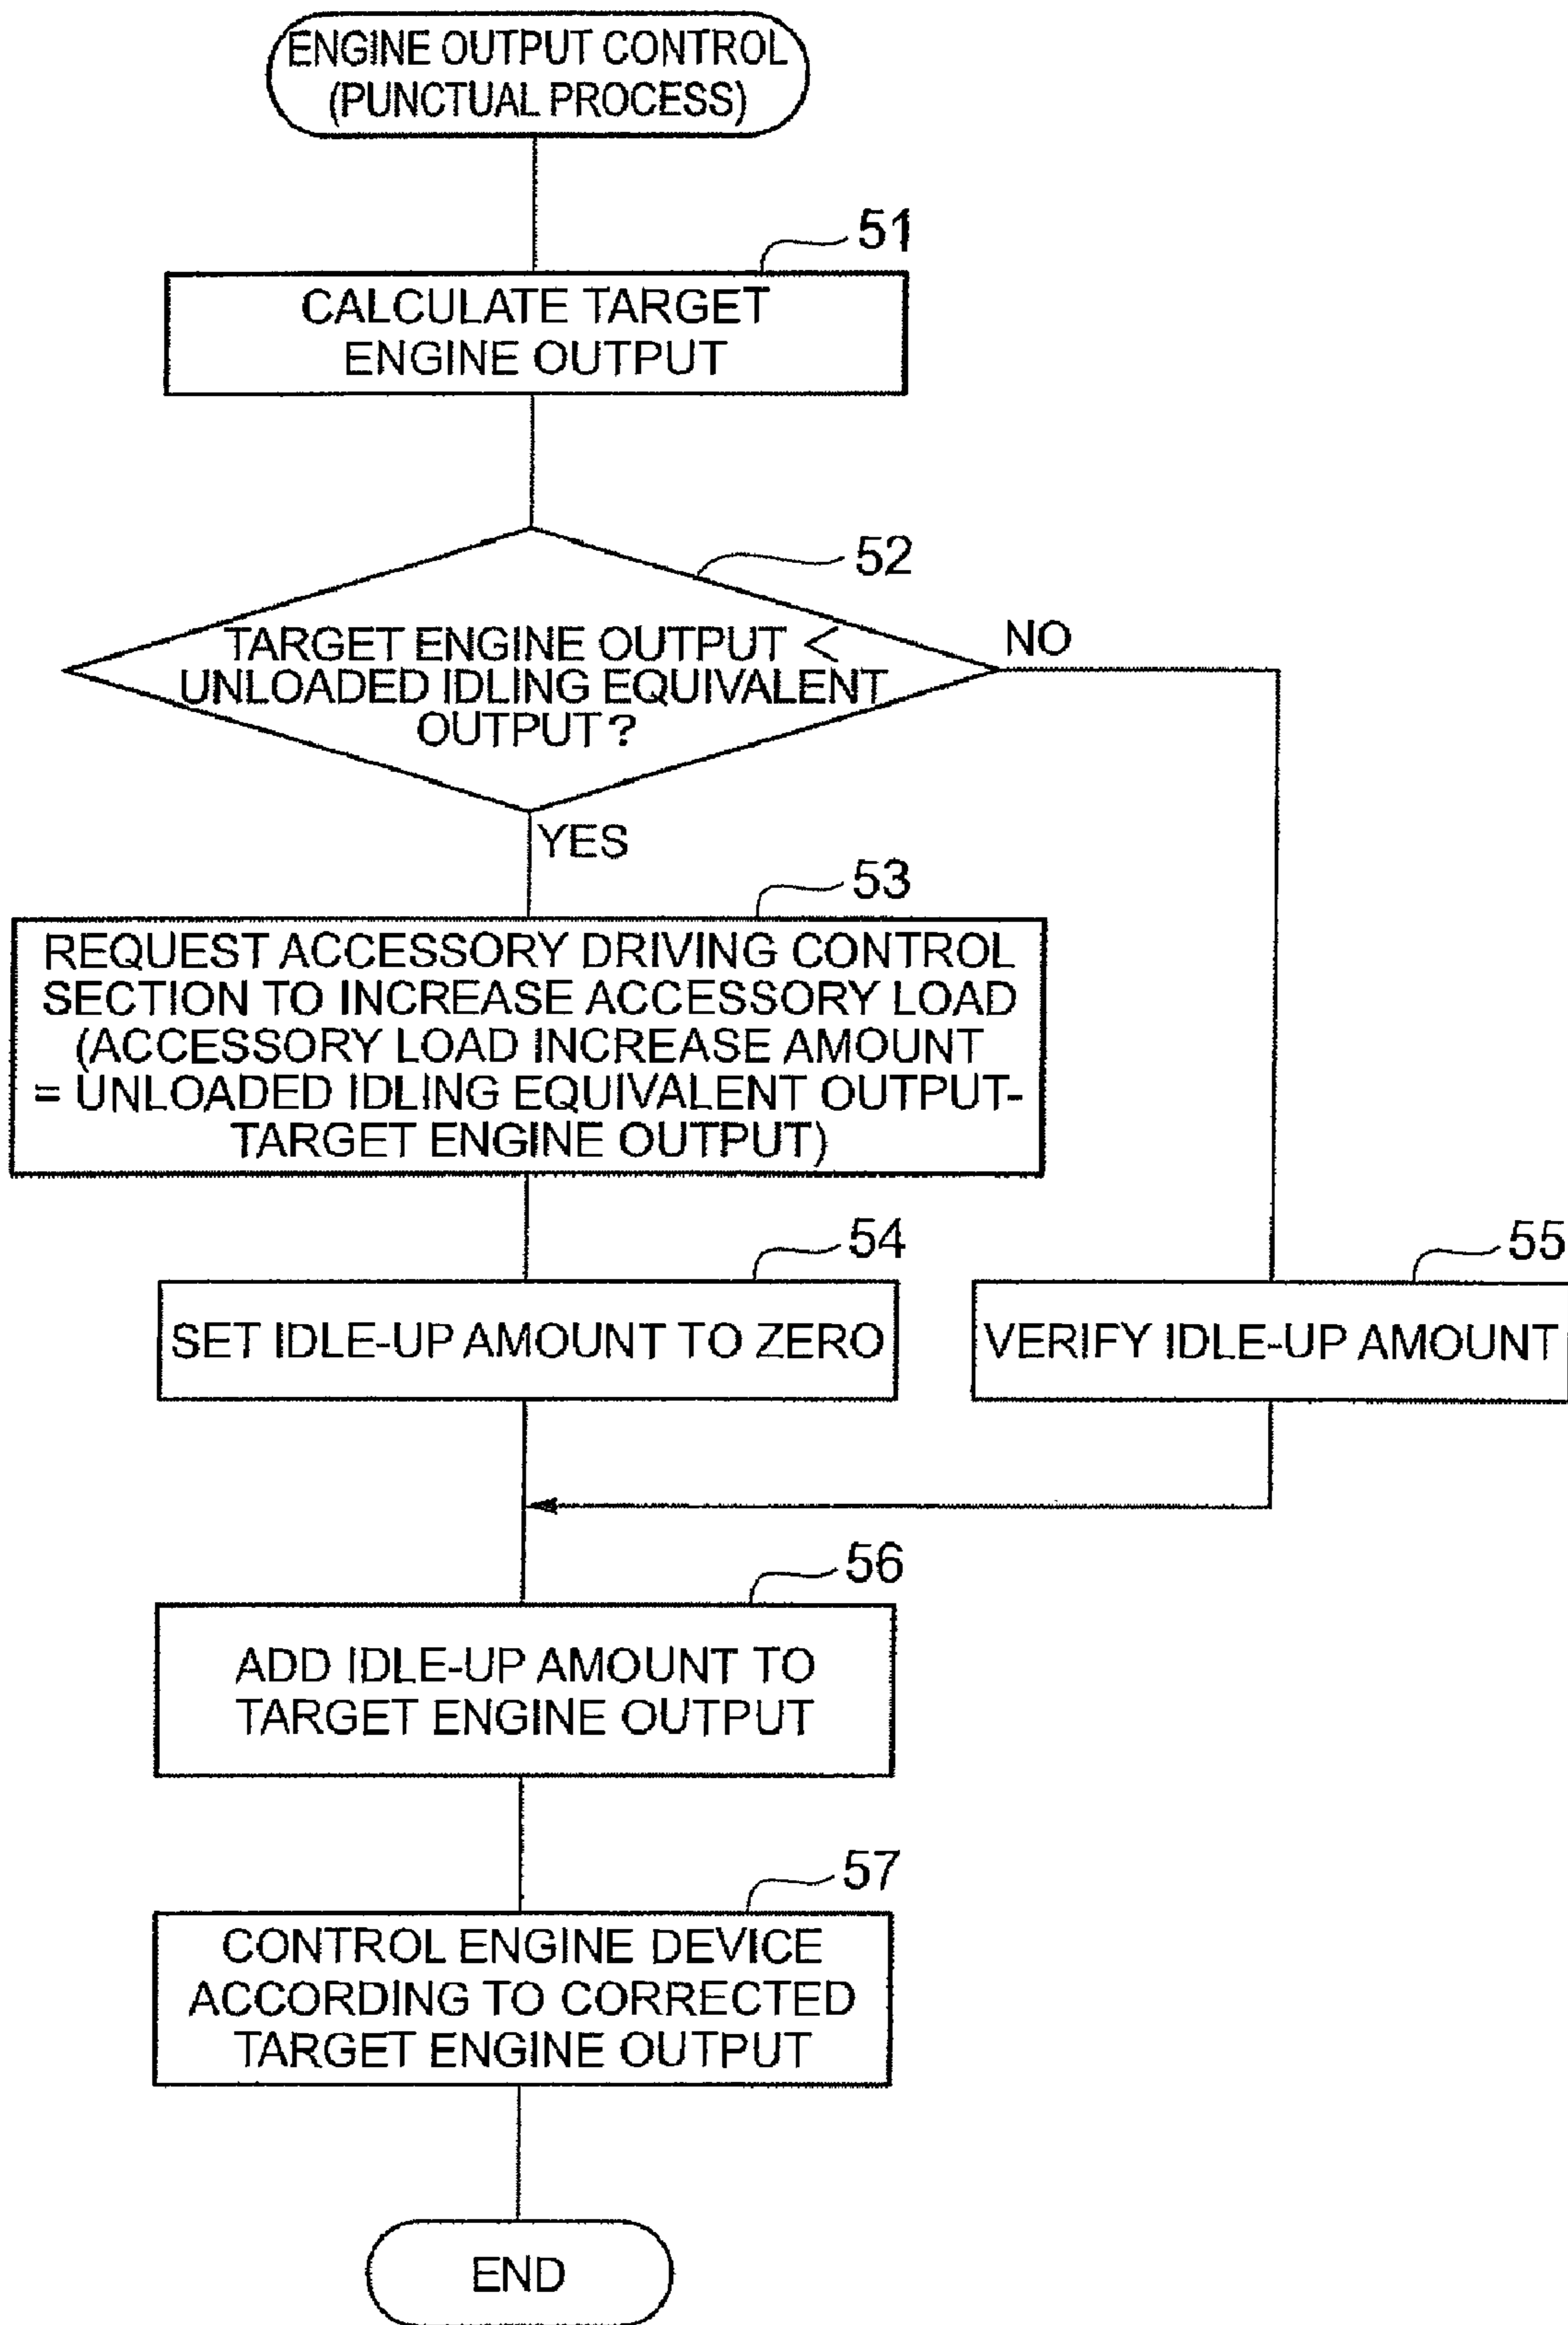 ENGINE OUTPUT CONTROL
(PUNCTUAL PROCESS)
51
CALCULATE TARGET
ENGINE OUTPUT
52
TARGET ENGINE OUTPUT <
UNLOADED IDLING EQUIVALENT
OUTPUT?
NO
YES
53
REQUEST ACCESSORY DRIVING CONTROL
SECTION TO INCREASE ACCESSORY LOAD
(ACCESSORY LOAD INCREASE AMOUNT
= UNLOADED IDLING EQUIVALENT OUTPUT-
TARGET ENGINE OUTPUT)
54
SET IDLE-UP AMOUNT TO ZERO
55
VERIFY IDLE-UP AMOUNT
56
ADD IDLE-UP AMOUNT TO
TARGET ENGINE OUTPUT
57
CONTROL ENGINE DEVICE
ACCORDING TO CORRECTED
TARGET ENGINE OUTPUT
END